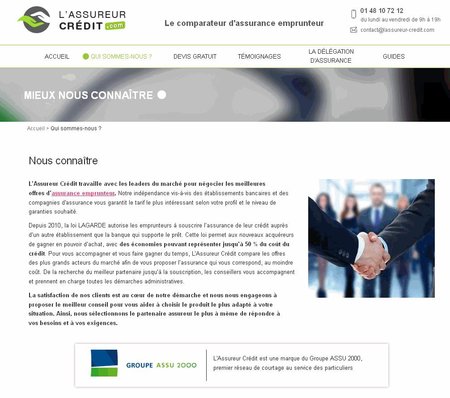 L'ASSUREUR
CRÉDIT .com
Le comparateur d'assurance emprunteur
01 48 10 72 12
du lundi au vendredi de 9h à 19h
contact@lassureur-credit.com
ACCUEIL
QUI SOMMES-NOUS ?
DEVIS GRATUIT
TÉMOIGNAGES
LA DÉLÉGATION
D'ASSURANCE
GUIDES
MIEUX NOUS CONNAÎTRE
Accueil » Qui sommes-nous ?
Nous connaître
L'Assureur Crédit travaille avec les leaders du marché pour négocier les meilleures
offres d'assurance emprunteur. Notre indépendance vis-à-vis des établissements bancaires et des
compagnies d'assurance vous garantit le tarif le plus intéressant selon votre profil et le niveau de
garanties souhaité.
Depuis 2010, la loi LAGARDE autorise les emprunteurs à souscrire l'assurance de leur crédit auprès
d'un autre établissement que la banque qui supporte le prêt. Cette loi permet aux nouveaux acquéreurs
de gagner en pouvoir d'achat, avec des économies pouvant représenter jusqu'à 50 % du coût du
crédit. Pour vous accompagner et vous faire gagner du temps, L'Assureur Crédit compare les offres
des plus grands acteurs du marché afin de vous proposer l'assurance qui vous correspond, au moindre
coût. De la recherche du meilleur partenaire jusqu'à la souscription, les conseillers vous accompagnent
et prennent en charge toutes les démarches administratives.
La satisfaction de nos clients est au cœur de notre démarche et nous nous engageons à
proposer le meilleur conseil pour vous aider à choisir le produit le plus adapté à votre
situation. Ainsi, nous sélectionnons le partenaire assureur le plus à même de répondre à
vos besoins et à vos exigences.
GROUPE ASSU 2000
L'Assureur Crédit est une marque du Groupe ASSU 2000,
premier réseau de courtage au service des particuliers